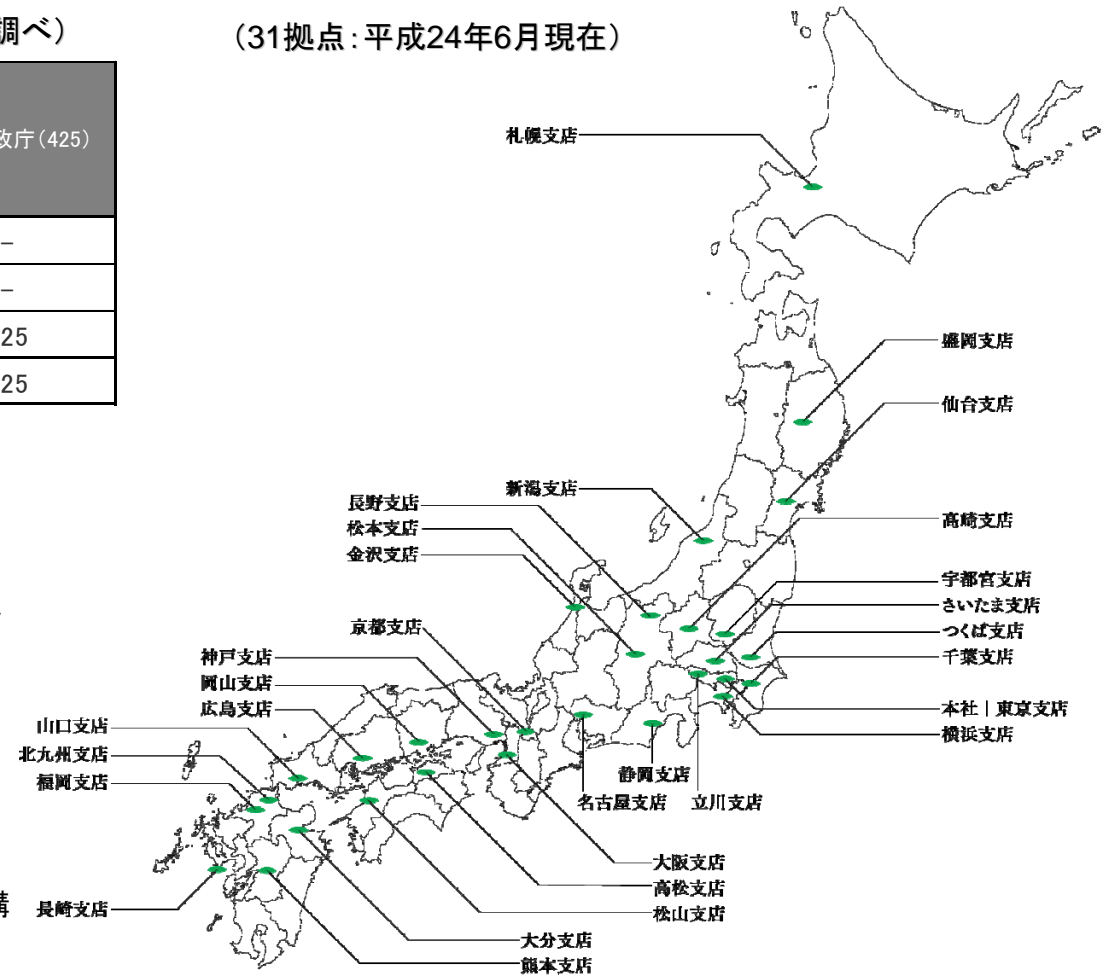 調べ）
（31拠点：平成24年6月現在）
政庁（425）
－
－
25
25
札幌支店
盛岡支店
仙台支店
新潟支店
長野支店
松本支店
金沢支店
高崎支店
宇都宮支店
さいたま支店
つくば支店
千葉支店
本社｜東京支店
横浜支店
京都支店
神戸支店
岡山支店
広島支店
山口支店
北九州支店
福岡支店
静岡支店
名古屋支店
立川支店
大阪支店
高松支店
松山支店
長崎支店
大分支店
熊本支店